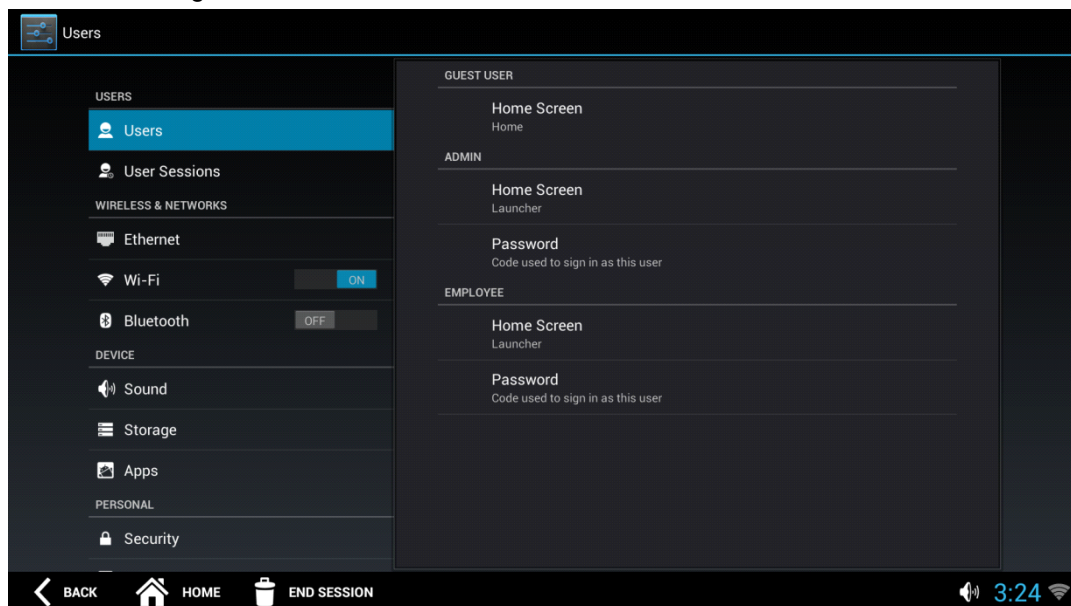 Users
USERS
Users
User Sessions
WIRELESS & NETWORKS
Ethernet
Wi-Fi ON
Bluetooth OFF
DEVICE
Sound
Storage
Apps
PERSONAL
Security
GUEST USER
Home Screen
Home
ADMIN
Home Screen
Launcher
Password
Code used to sign in as this user
EMPLOYEE
Home Screen
Launcher
Password
Code used to sign in as this user
BACK HOME END SESSION 3:24